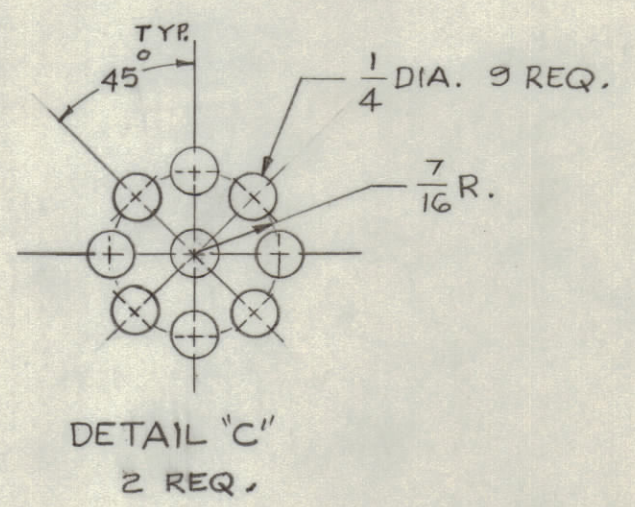 TYP.
45°
1/4 DIA. 9 REQ.
7/16 R.
DETAIL "C"
2 REQ.